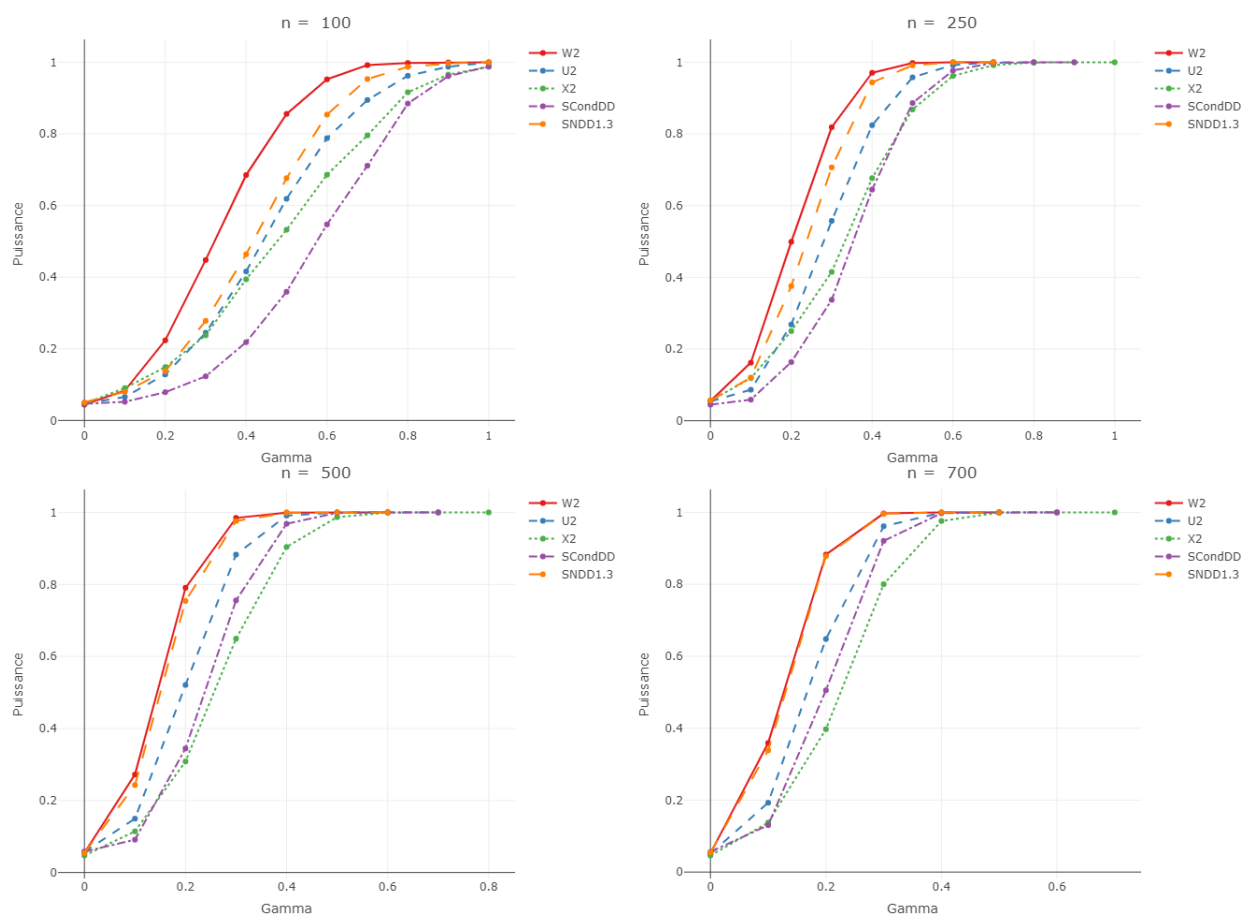 n = 100
Puissance
1
0.8
0.6
0.4
0.2
0
0 0.2 0.4 0.6 0.8 1
Gamma
W2
U2
X2
SCondDD
SNDD1.3
n = 250
Puissance
1
0.8
0.6
0.4
0.2
0
0 0.2 0.4 0.6 0.8 1
Gamma
W2
U2
X2
SCondDD
SNDD1.3
n = 500
Puissance
1
0.8
0.6
0.4
0.2
0
0 0.2 0.4 0.6 0.8
Gamma
W2
U2
X2
SCondDD
SNDD1.3
n = 700
Puissance
1
0.8
0.6
0.4
0.2
0
0 0.2 0.4 0.6
Gamma
W2
U2
X2
SCondDD
SNDD1.3